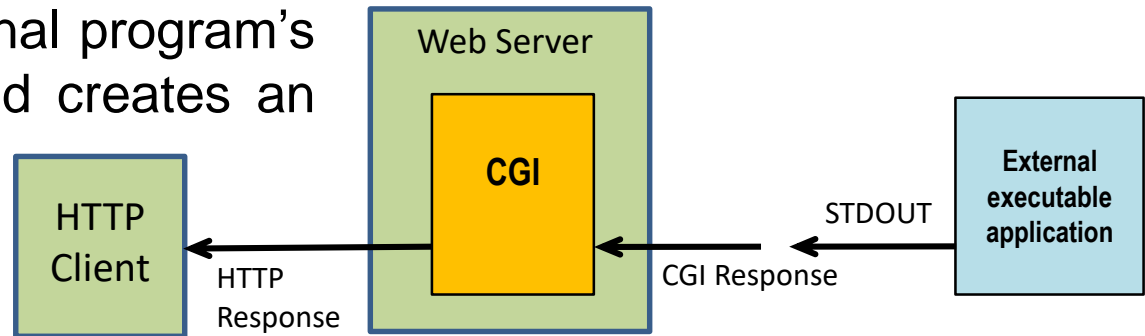 nal program's
d creates an
Web Server
CGI
HTTP
Client
HTTP
Response
CGI Response
STDOUT
External
executable
application